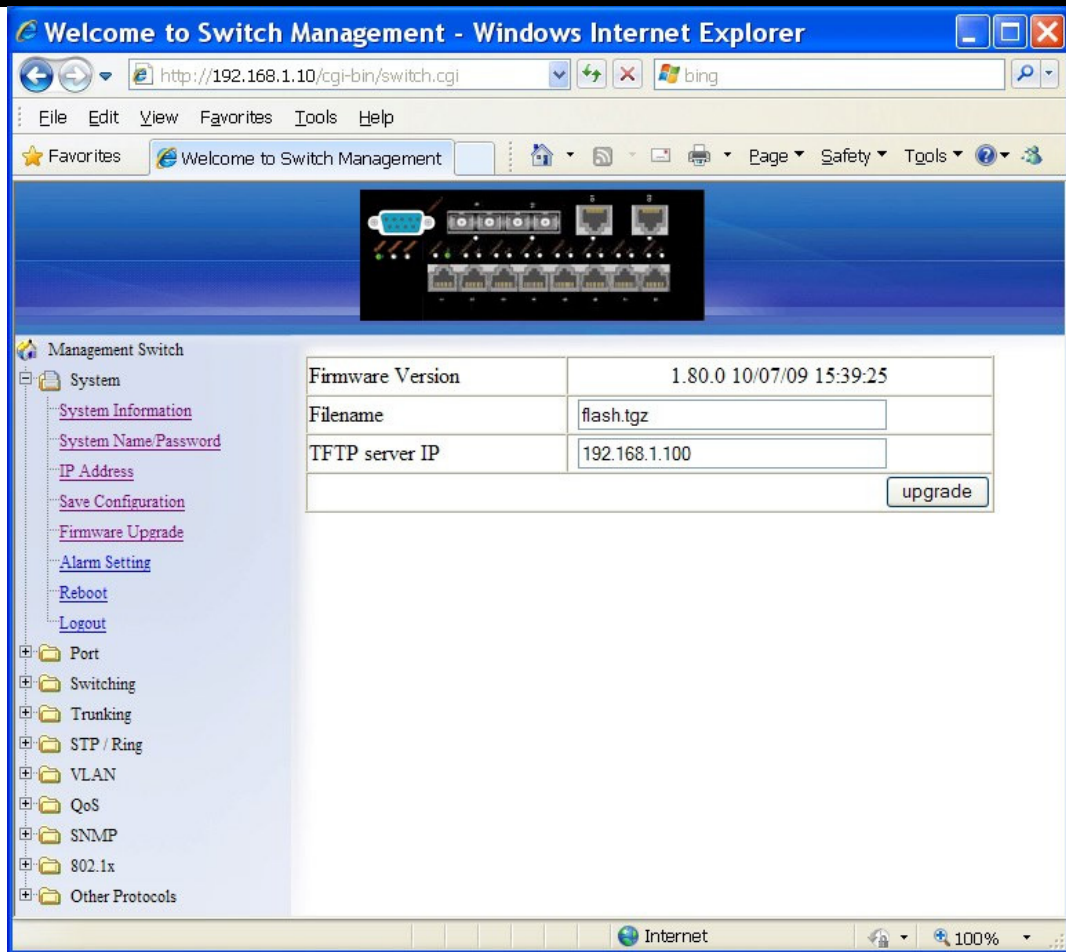 Welcome to Switch Management - Windows Internet Explorer
http://192.168.1.10/cgi-bin/switch.cgi
bing
File Edit View Favorites Tools Help
Favorites
Welcome to Switch Management
Page Safety Tools
Management Switch
System
System Information
System Name/Password
IP Address
Save Configuration
Firmware Upgrade
Alarm Setting
Reboot
Logout
Port
Switching
Trunking
STP / Ring
VLAN
QoS
SNMP
802.1x
Other Protocols
Firmware Version 1.80.0 10/07/09 15:39:25
Filename flash.tgz
TFTP server IP 192.168.1.100
upgrade
Internet
100%